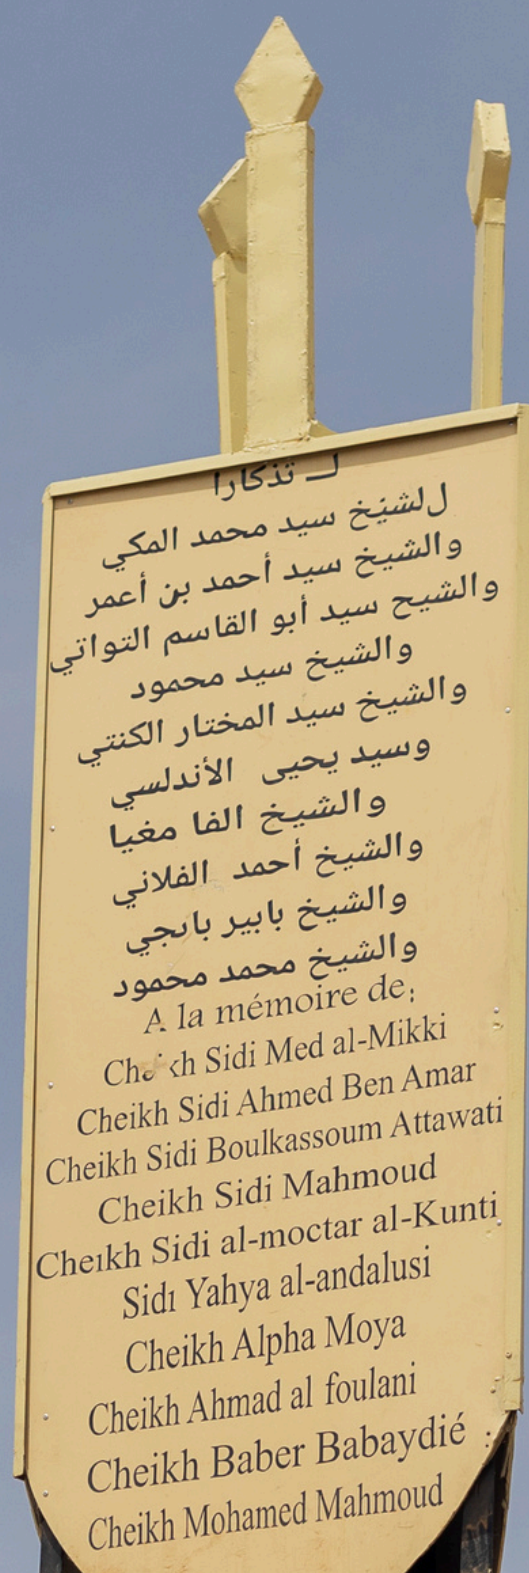 لـ تذكارا
للشيخ سيد محمد المكي
والشيخ سيد أحمد بن أعمر
والشيح سيد أبو القاسم التواتي
والشيخ سيد محمود
والشيخ سيد المختار الكنتي
وسيد يحيى الأندلسي
والشيخ الفا مغيا
والشيخ أحمد الفلاني
والشيخ بابير بابجي
والشيخ محمد محمود
A la mémoire de:
Cheikh Sidi Med al-Mikki
Cheikh Sidi Ahmed Ben Amar
Cheikh Sidi Boulkassoum Attawati
Cheikh Sidi Mahmoud
Cheikh Sidi al-moctar al-Kunti
Sidi Yahya al-andalusi
Cheikh Alpha Moya
Cheikh Ahmad al foulani
Cheikh Baber Babaydié :
Cheikh Mohamed Mahmoud